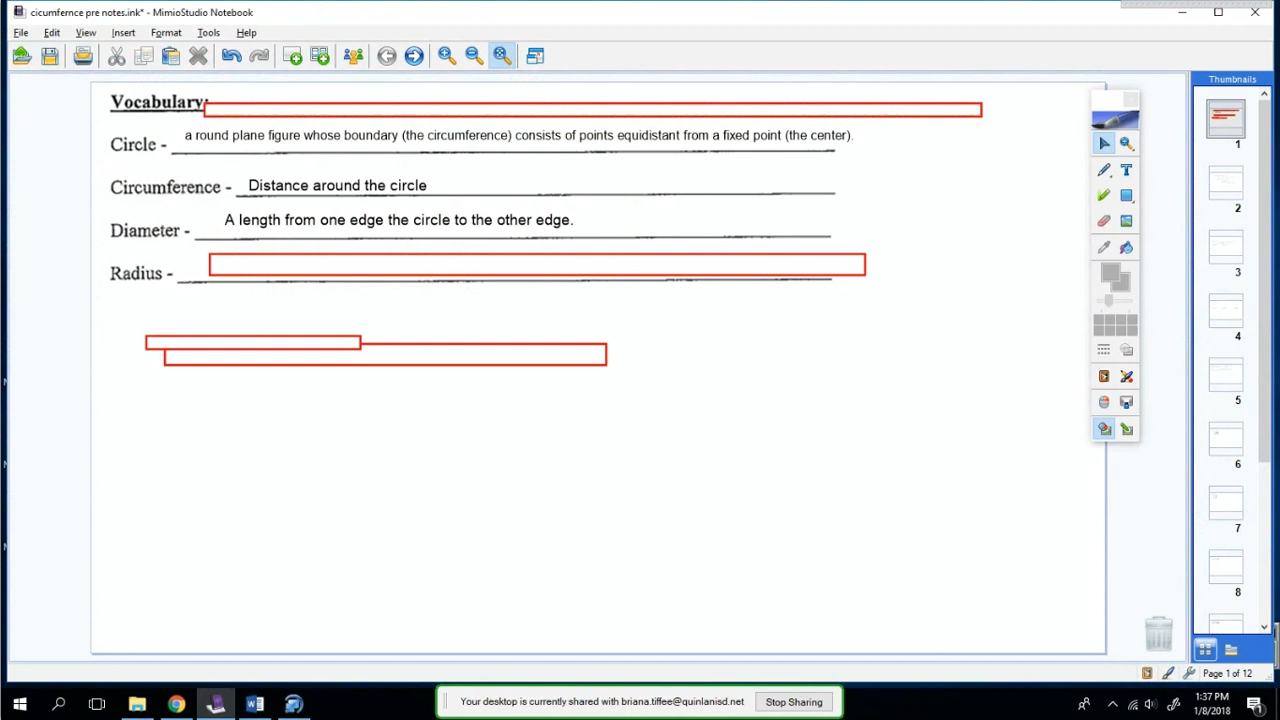 cicumfernce pre notes.ink* - MimioStudio Notebook
File Edit View Insert Format Tools Help
Thumbnails
Vocabulary:
Circle - a round plane figure whose boundary (the circumference) consists of points equidistant from a fixed point (the center).
Circumference - Distance around the circle
Diameter - A length from one edge the circle to the other edge.
Radius -
1
2
3
4
5
6
7
8
Page 1 of 12
Your desktop is currently shared with briana.tiffee@quinlanisd.net Stop Sharing
1:37 PM
1/8/2018